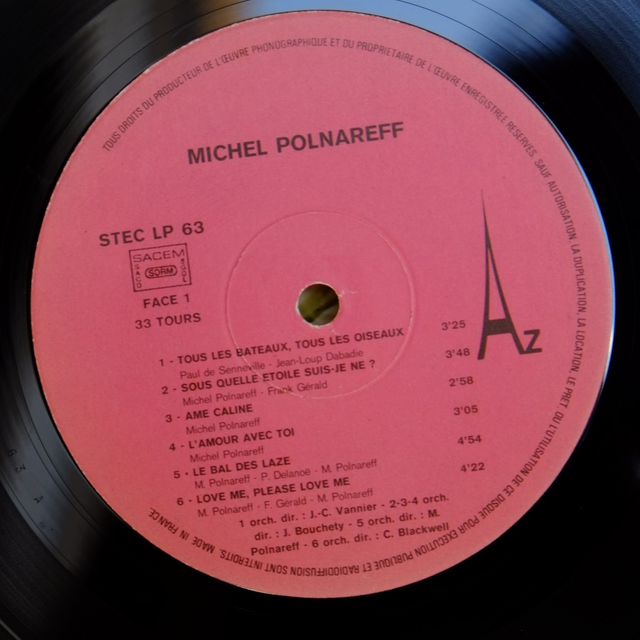 TOUS DROITS DU PRODUCTEUR DE L'ŒUVRE PHONOGRAPHIQUE ET DU PROPRIETAIRE DE L'ŒUVRE ENREGISTREE RESERVES. SAUF AUTORISATION, LA DUPLICATION, LA LOCATION, LE PRET, OU L'UTILISATION DE CE DISQUE POUR EXECUTION PUBLIQUE ET RADIODIFFUSION SONT INTERDITS. MADE IN FRANCE.
MICHEL POLNAREFF
STEC LP 63
SACEM
SDRM
SACD
FACE 1
33 TOURS
Az
1 - TOUS LES BATEAUX, TOUS LES OISEAUX 3'25
Paul de Senneville - Jean-Loup Dabadie
2 - SOUS QUELLE ETOILE SUIS-JE NE ? 3'48
Michel Polnareff - Frank Gérald
3 - AME CALINE 2'58
Michel Polnareff
4 - L'AMOUR AVEC TOI 3'05
Michel Polnareff
5 - LE BAL DES LAZE 4'54
M. Polnareff - P. Delanoë - M. Polnareff
6 - LOVE ME, PLEASE LOVE ME 4'22
M. Polnareff - F. Gérald - M. Polnareff
1 orch. dir. : J.-C. Vannier - 2-3-4 orch.
dir. : J. Bouchety - 5 orch. dir. : M.
Polnareff - 6 orch. dir. : C. Blackwell